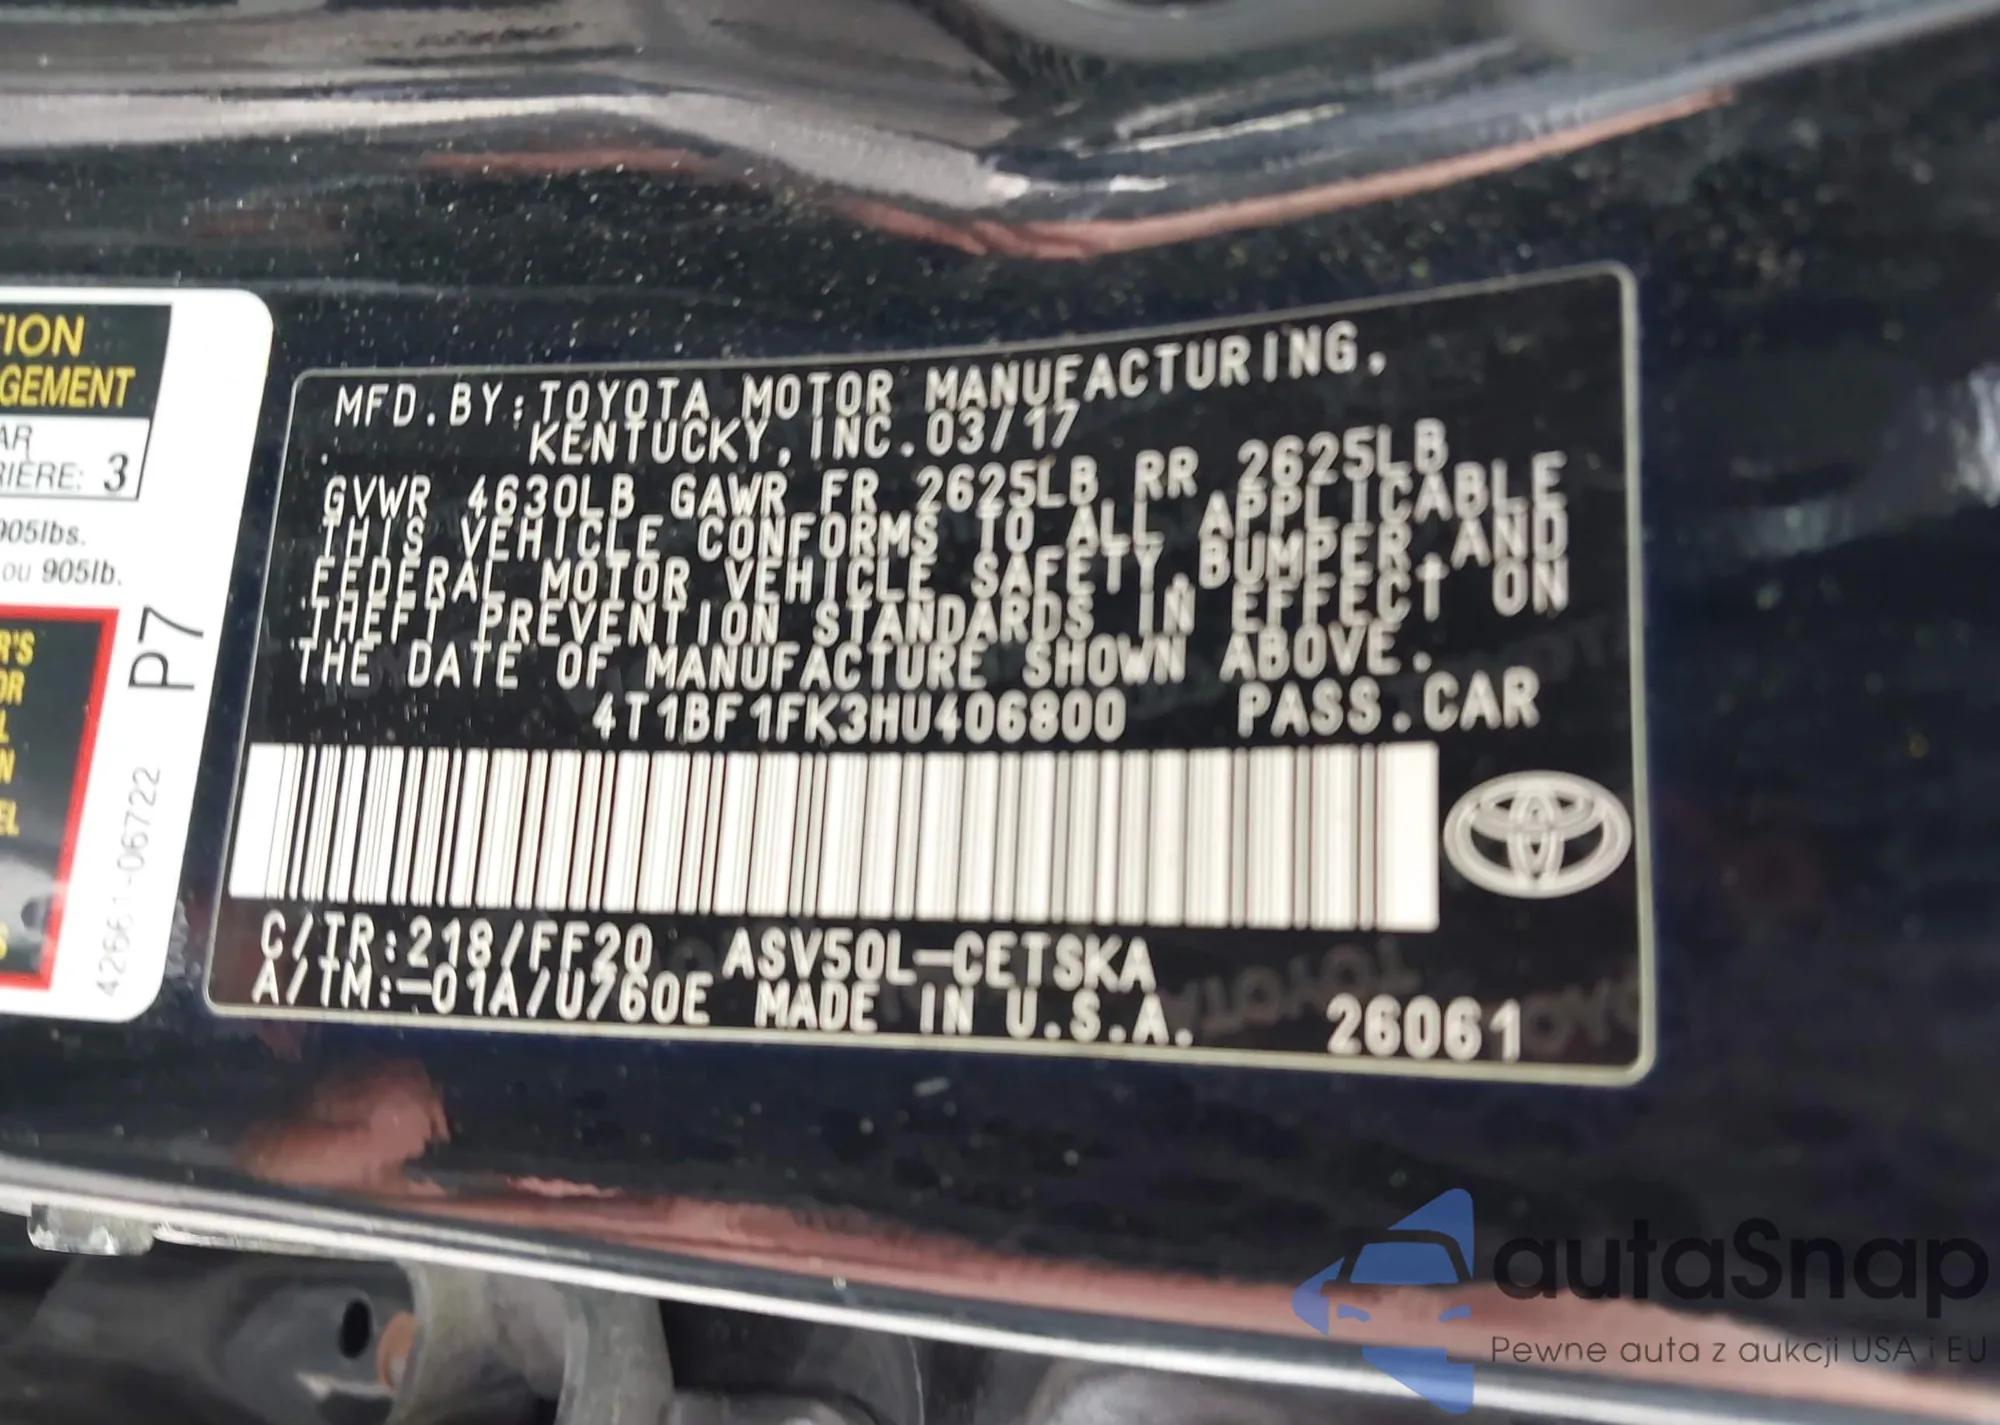 TION
GEMENT
AR
RIÈRE: 3
905lbs.
ou 905lb.
R'S
OR
L
N
EL
S
P7
42661-06722
MFD.BY:TOYOTA MOTOR MANUFACTURING,
KENTUCKY,INC.03/17
GVWR 4630LB GAWR FR 2625LB RR 2625LB
THIS VEHICLE CONFORMS TO ALL APPLICABLE
FEDERAL MOTOR VEHICLE SAFETY,BUMPER,AND
THEFT PREVENTION STANDARDS IN EFFECT ON
THE DATE OF MANUFACTURE SHOWN ABOVE.
4T1BF1FK3HU406800 PASS.CAR
C/TR:218/FF20 ASV50L-CETSKA
A/TM:-01A/U760E MADE IN U.S.A. 26061
autaSnap
Pewne auta z aukcji USA i EU